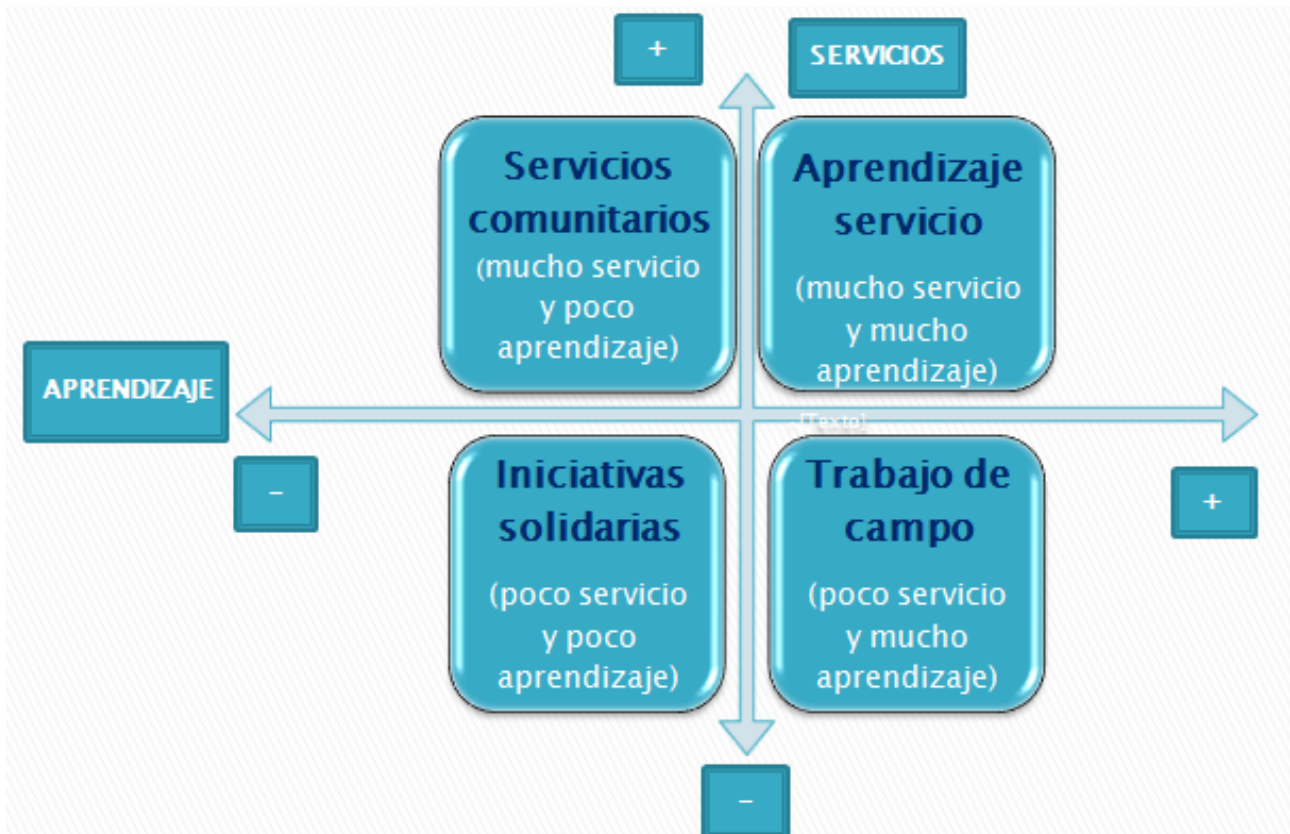 +
SERVICIOS
Servicios
comunitarios
(mucho servicio
y poco
aprendizaje)
Aprendizaje
servicio
(mucho servicio
y mucho
aprendizaje)
APRENDIZAJE
-
[Texto]
Iniciativas
solidarias
(poco servicio
y poco
aprendizaje)
Trabajo de
campo
(poco servicio
y mucho
aprendizaje)
+
-